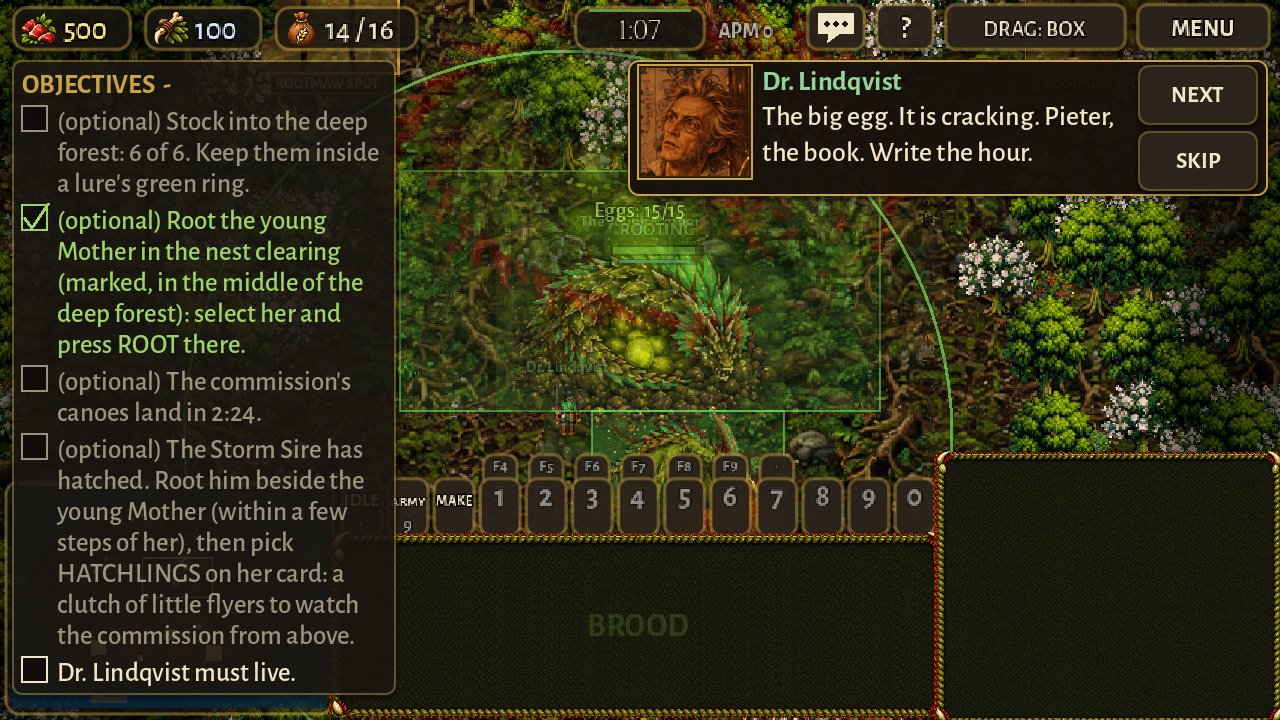 500
100
14/16
1:07
APM 0
?
DRAG: BOX
MENU
OBJECTIVES -
ROOTMAW SPOT
(optional) Stock into the deep
forest: 6 of 6. Keep them inside
a lure's green ring.
(optional) Root the young
Mother in the nest clearing
(marked, in the middle of the
deep forest): select her and
press ROOT there.
(optional) The commission's
canoes land in 2:24.
(optional) The Storm Sire has
hatched. Root him beside the
young Mother (within a few
steps of her), then pick
HATCHLINGS on her card: a
clutch of little flyers to watch
the commission from above.
Dr. Lindqvist must live.
Dr. Lindqvist
The big egg. It is cracking. Pieter,
the book. Write the hour.
NEXT
SKIP
Eggs: 15/15
ROOTING
Dr. Lindqvist
F4 F5 F6 F7 F8 F9
IDLE
1
ARMY
9
MAKE
1 2 3 4 5 6 7 8 9 0
BROOD